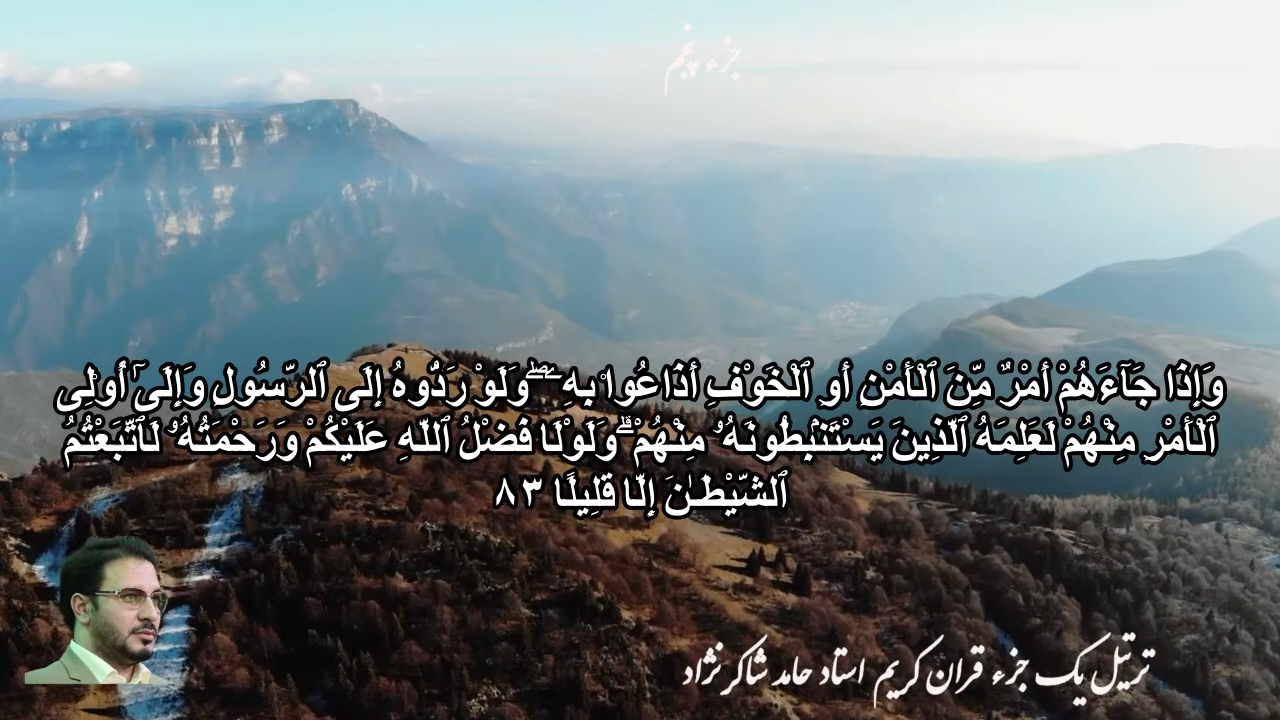 جزء پنجم
وَإِذَا جَآءَهُمْ أَمْرٌ مِّنَ ٱلْأَمْنِ أَوِ ٱلْخَوْفِ أَذَاعُوا۟ بِهِۦ ۖ وَلَوْ رَدُّوهُ إِلَى ٱلرَّسُولِ وَإِلَىٰٓ أُو۟لِى
ٱلْأَمْرِ مِنْهُمْ لَعَلِمَهُ ٱلَّذِينَ يَسْتَنۢبِطُونَهُۥ مِنْهُمْ ۗ وَلَوْلَا فَضْلُ ٱللَّهِ عَلَيْكُمْ وَرَحْمَتُهُۥ لَٱتَّبَعْتُمُ
ٱلشَّيْطَـٰنَ إِلَّا قَلِيلًا ٨٣
ترتیل یک جزء قران کریم استاد حامد شاکرنژاد